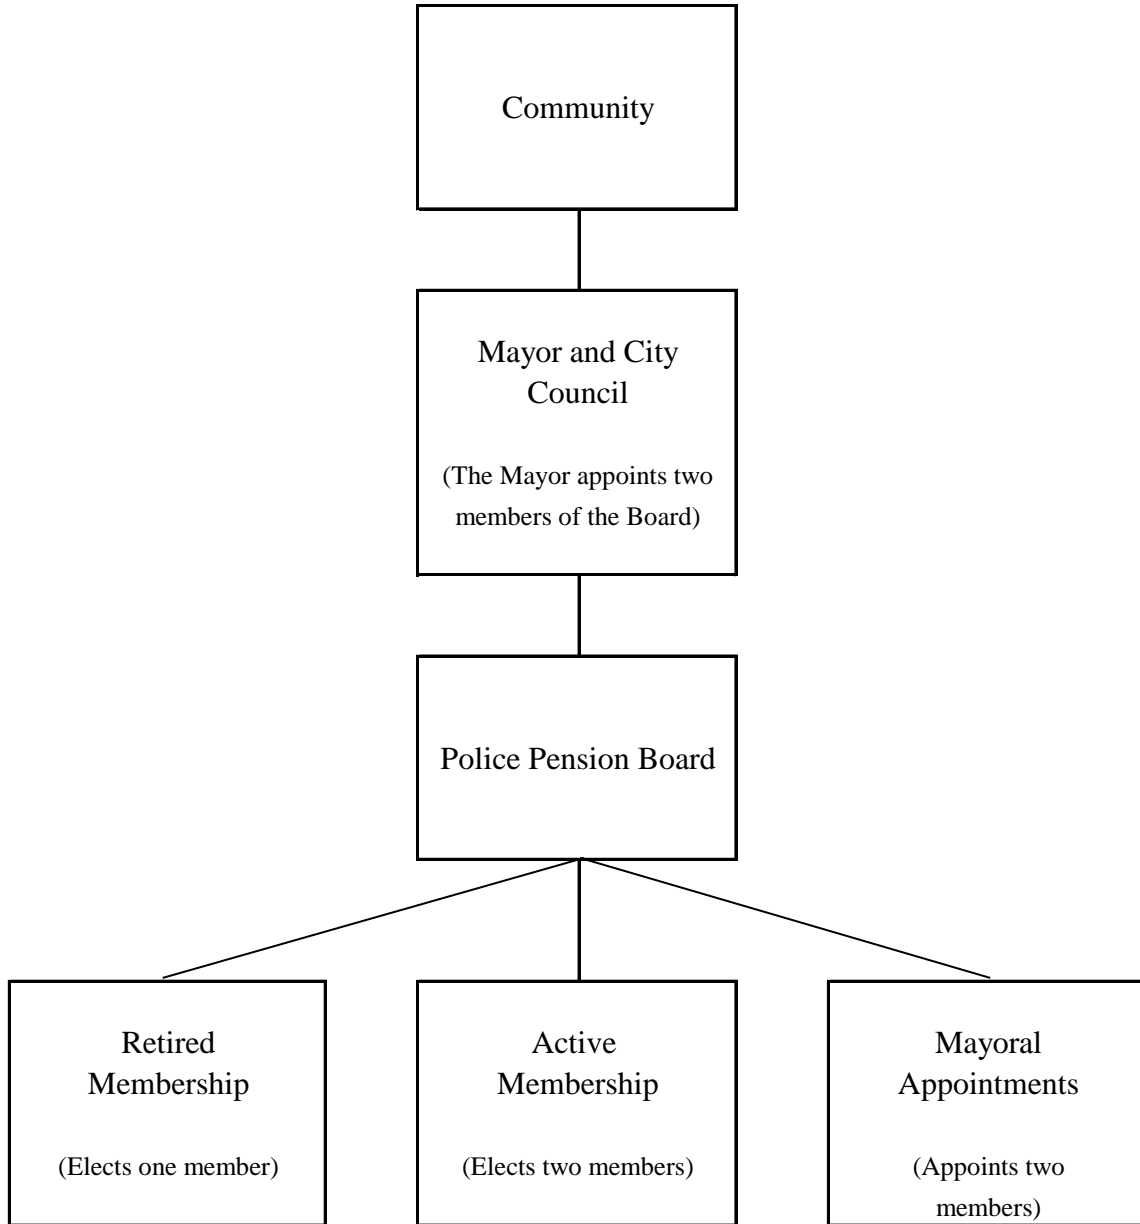 Community
Mayor and City
Council
(The Mayor appoints two
members of the Board)
Police Pension Board
Retired
Membership
(Elects one member)
Active
Membership
(Elects two members)
Mayoral
Appointments
(Appoints two
members)